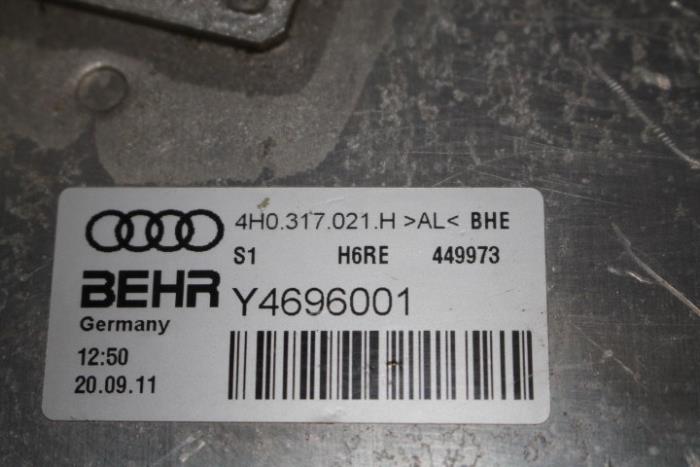 4H0.317.021.H >AL< BHE
S1 H6RE 449973
BEHR Y4696001
Germany
12:50
20.09.11